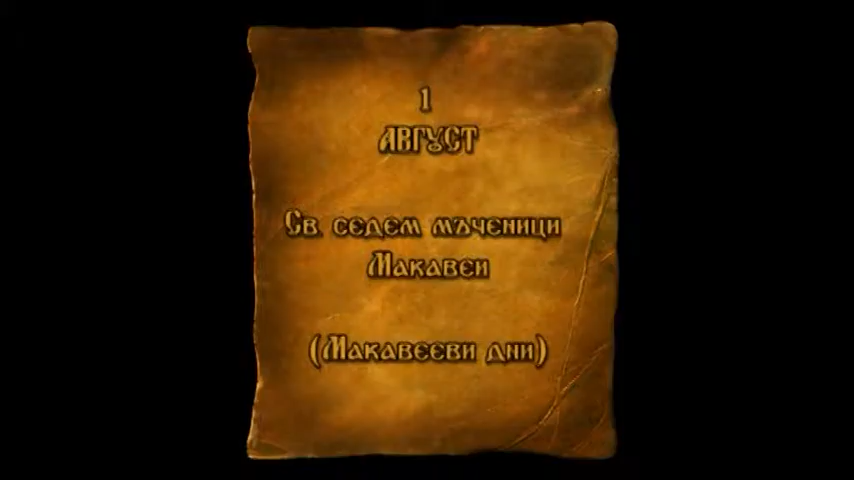 1
АВГУСТ
Св. седем мъченици
Макавеи
(Макавееви дни)